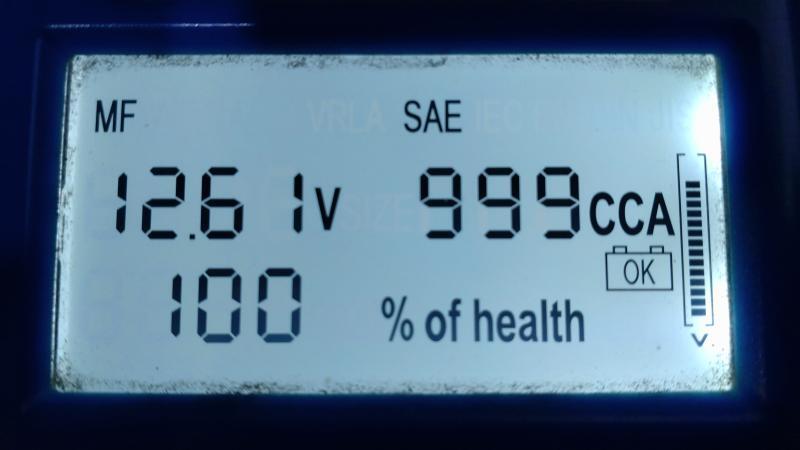 MF SAE
12.61V 999CCA
OK
100 % of health